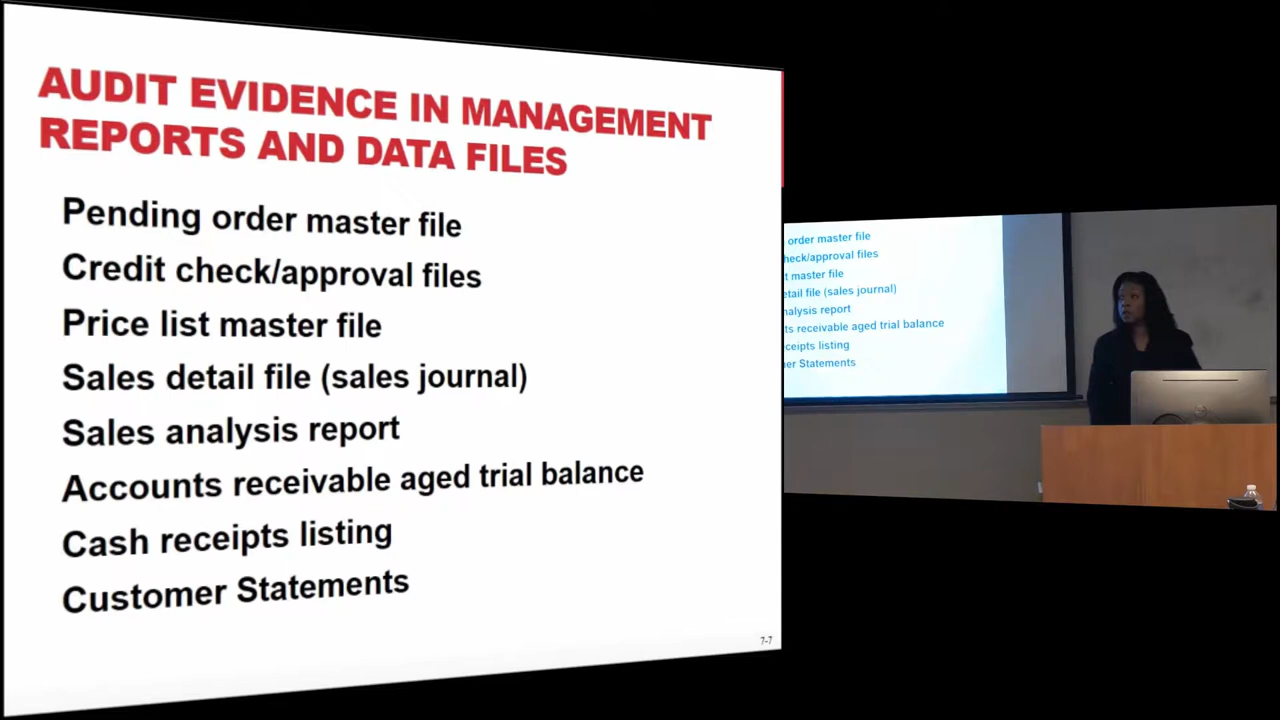 AUDIT EVIDENCE IN MANAGEMENT
REPORTS AND DATA FILES
Pending order master file
Credit check/approval files
Price list master file
Sales detail file (sales journal)
Sales analysis report
Accounts receivable aged trial balance
Cash receipts listing
Customer Statements
7-7
order master file
heck/approval files
t master file
etail file (sales journal)
nalysis report
ts receivable aged trial balance
ceipts listing
er Statements